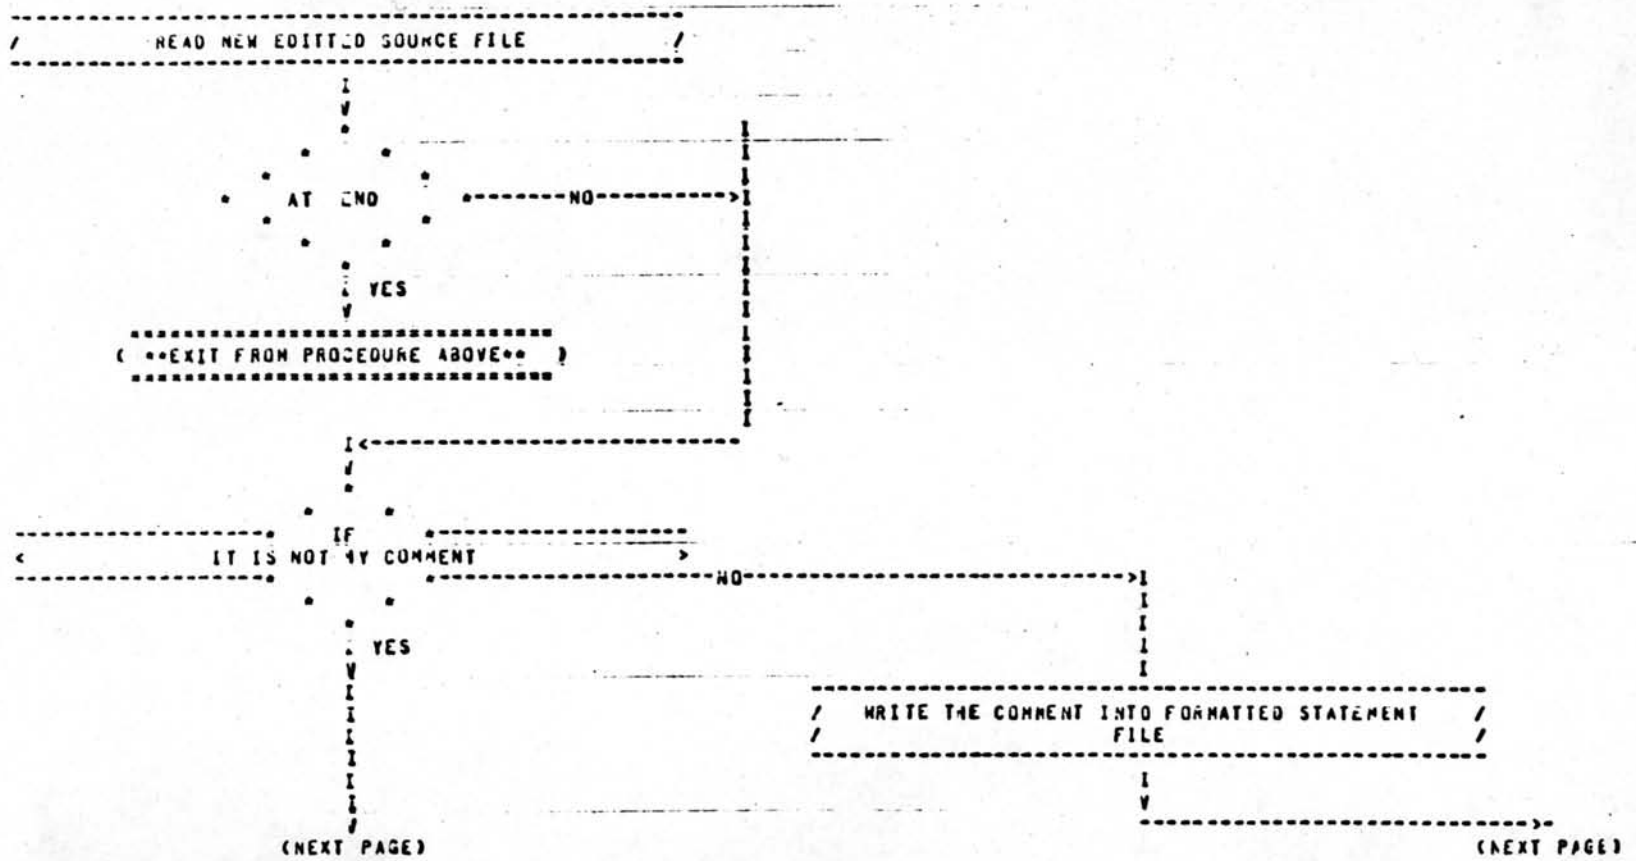 / READ NEW EDITTED SOURCE FILE /
AT END
NO
YES
( **EXIT FROM PROCEDURE ABOVE** )
IF
IT IS NOT MY COMMENT
NO
YES
/ WRITE THE COMMENT INTO FORMATTED STATEMENT /
/ FILE /
(NEXT PAGE)
(NEXT PAGE)